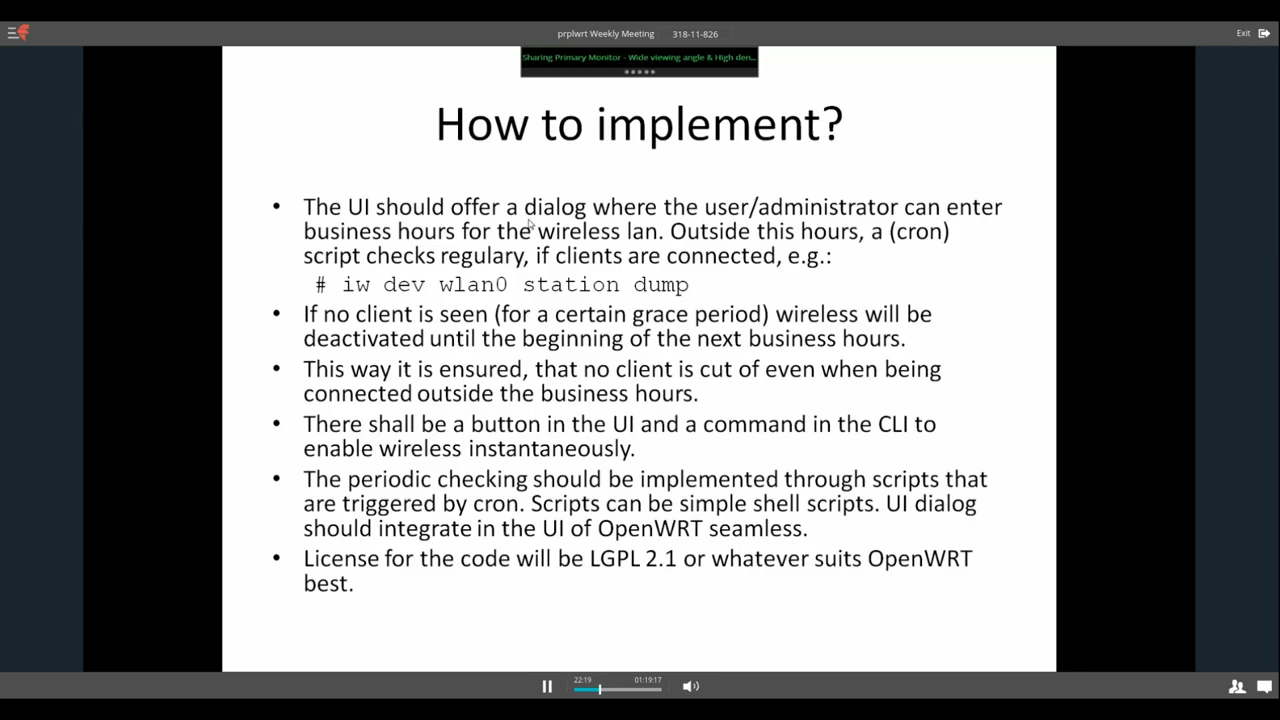 prplwrt Weekly Meeting 318-11-826 Exit
Sharing Primary Monitor - Wide viewing angle & High den...
How to implement?
• The UI should offer a dialog where the user/administrator can enter
business hours for the wireless lan. Outside this hours, a (cron)
script checks regulary, if clients are connected, e.g.:
# iw dev wlan0 station dump
• If no client is seen (for a certain grace period) wireless will be
deactivated until the beginning of the next business hours.
• This way it is ensured, that no client is cut of even when being
connected outside the business hours.
• There shall be a button in the UI and a command in the CLI to
enable wireless instantaneously.
• The periodic checking should be implemented through scripts that
are triggered by cron. Scripts can be simple shell scripts. UI dialog
should integrate in the UI of OpenWRT seamless.
• License for the code will be LGPL 2.1 or whatever suits OpenWRT
best.
22:19 01:19:17